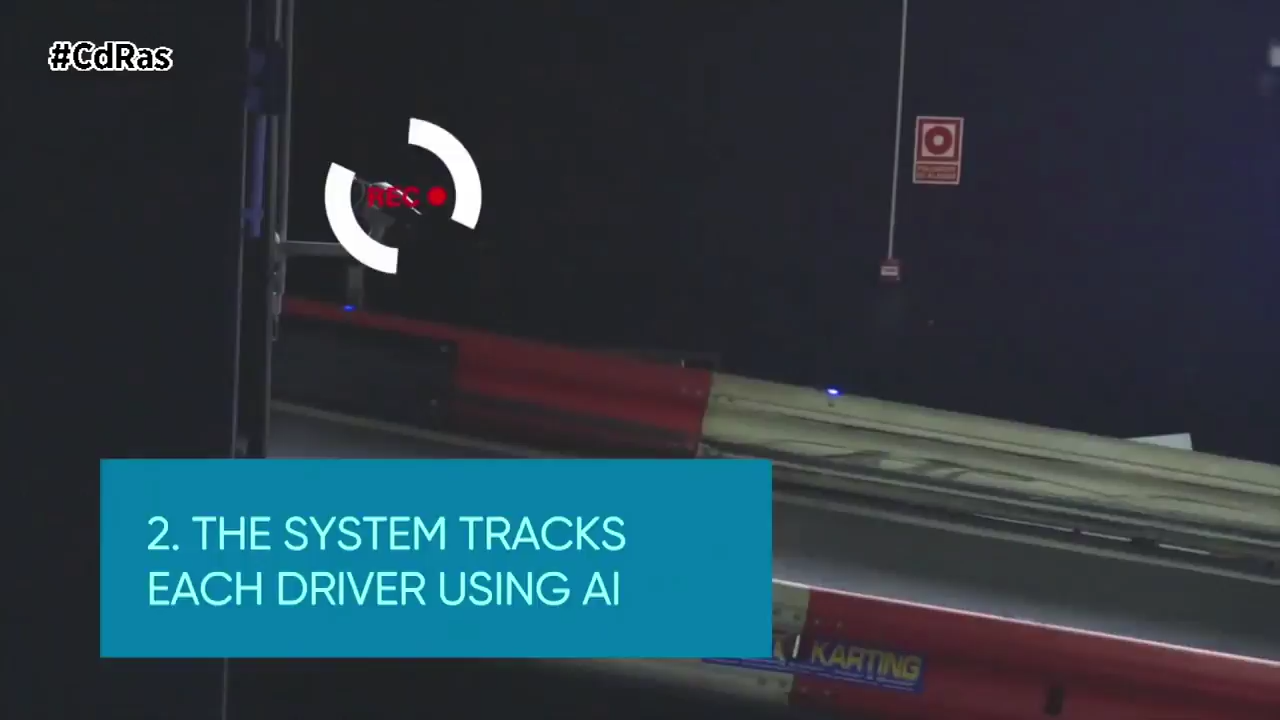 #CdRas
REC
2. THE SYSTEM TRACKS
EACH DRIVER USING AI
KARTING